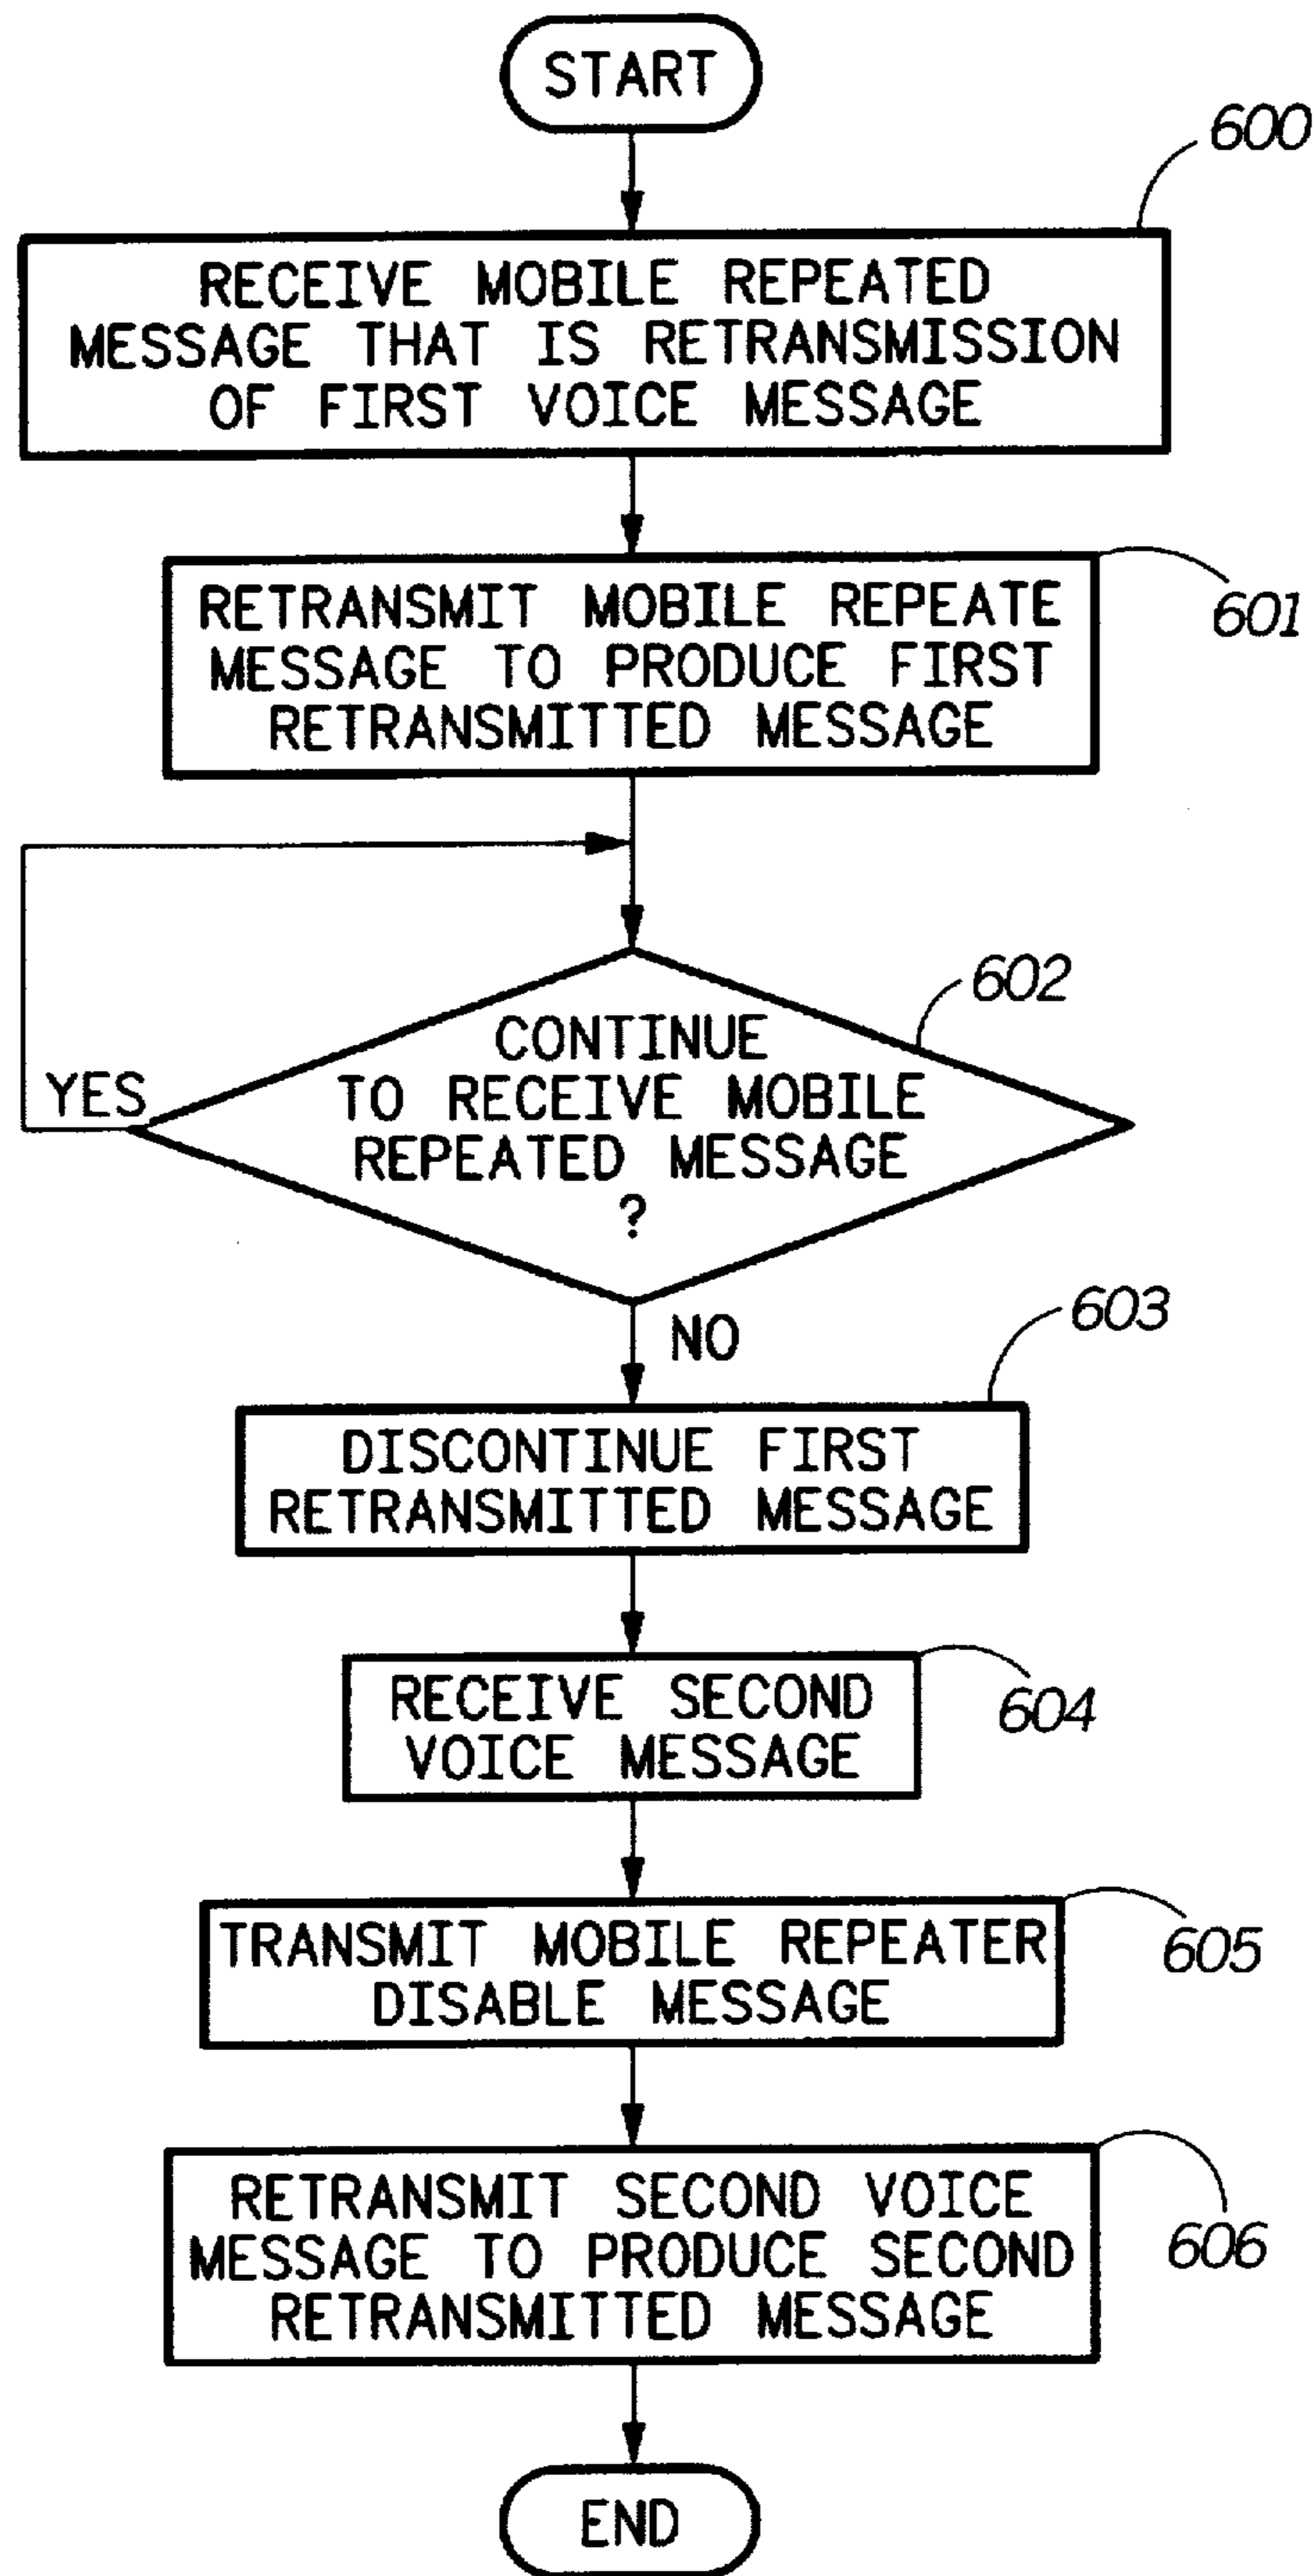 START
600
RECEIVE MOBILE REPEATED
MESSAGE THAT IS RETRANSMISSION
OF FIRST VOICE MESSAGE
RETRANSMIT MOBILE REPEATE
MESSAGE TO PRODUCE FIRST
RETRANSMITTED MESSAGE
601
602
CONTINUE
TO RECEIVE MOBILE
REPEATED MESSAGE
?
YES
NO
603
DISCONTINUE FIRST
RETRANSMITTED MESSAGE
RECEIVE SECOND
VOICE MESSAGE
604
TRANSMIT MOBILE REPEATER
DISABLE MESSAGE
605
RETRANSMIT SECOND VOICE
MESSAGE TO PRODUCE SECOND
RETRANSMITTED MESSAGE
606
END